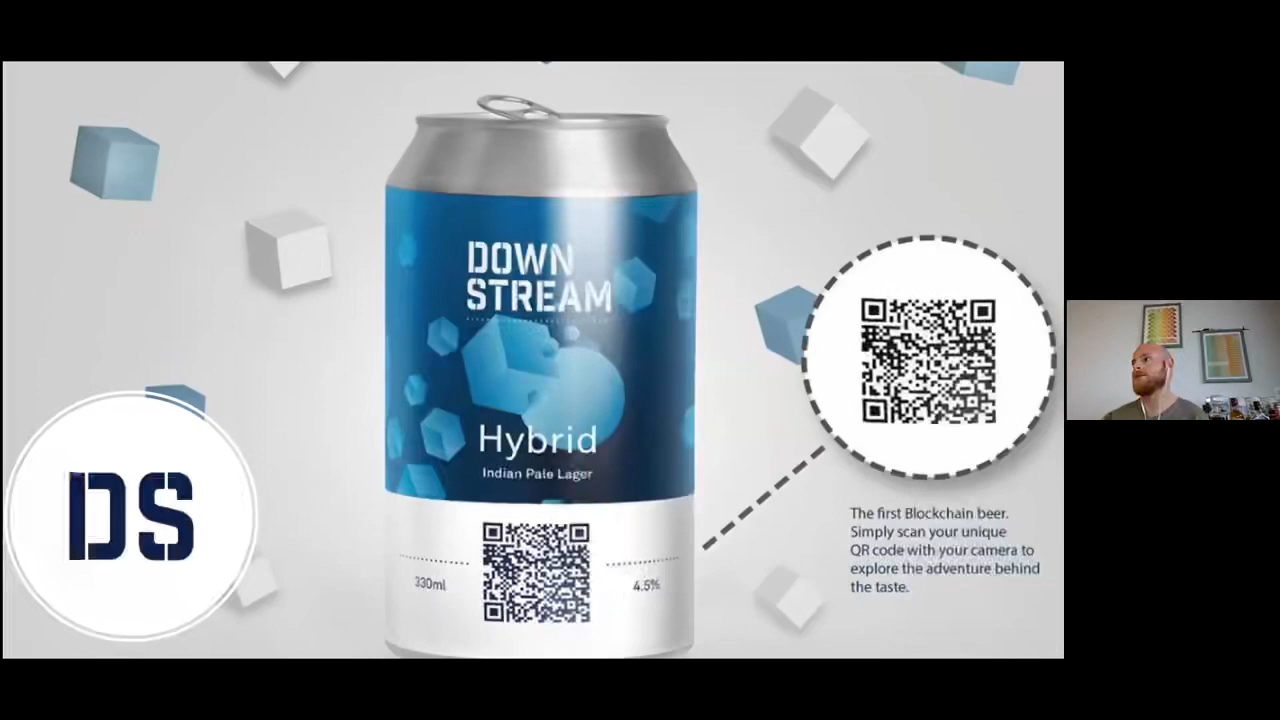 DOWN
STREAM
Hybrid
Indian Pale Lager
330ml
4.5%
DS
The first Blockchain beer.
Simply scan your unique
QR code with your camera to
explore the adventure behind
the taste.